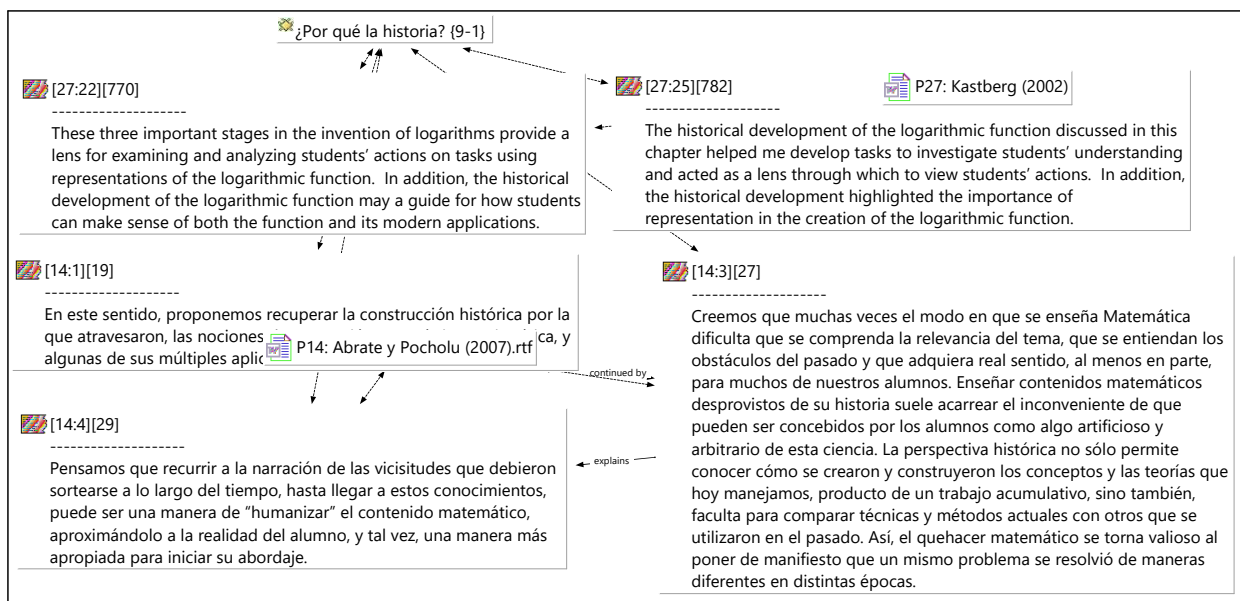 ¿Por qué la historia? {9-1}
[27:22][770]
--------------------
These three important stages in the invention of logarithms provide a
lens for examining and analyzing students’ actions on tasks using
representations of the logarithmic function.  In addition, the historical
development of the logarithmic function may a guide for how students
can make sense of both the function and its modern applications.
[27:25][782]
--------------------
P27: Kastberg (2002)
The historical development of the logarithmic function discussed in this
chapter helped me develop tasks to investigate students’ understanding
and acted as a lens through which to view students’ actions.  In addition,
the historical development highlighted the importance of
representation in the creation of the logarithmic function.
[14:1][19]
--------------------
En este sentido, proponemos recuperar la construcción histórica por la
que atravesaron, las nociones ica, y
algunas de sus múltiples
P14: Abrate y Pocholu (2007).rtf
continued by
[14:3][27]
--------------------
Creemos que muchas veces el modo en que se enseña Matemática
dificulta que se comprenda la relevancia del tema, que se entiendan los
obstáculos del pasado y que adquiera real sentido, al menos en parte,
para muchos de nuestros alumnos. Enseñar contenidos matemáticos
desprovistos de su historia suele acarrear el inconveniente de que
pueden ser concebidos por los alumnos como algo artificioso y
arbitrario de esta ciencia. La perspectiva histórica no sólo permite
conocer cómo se crearon y construyeron los conceptos y las teorías que
hoy manejamos, producto de un trabajo acumulativo, sino también,
faculta para comparar técnicas y métodos actuales con otros que se
utilizaron en el pasado. Así, el quehacer matemático se torna valioso al
poner de manifiesto que un mismo problema se resolvió de maneras
diferentes en distintas épocas.
explains
[14:4][29]
--------------------
Pensamos que recurrir a la narración de las vicisitudes que debieron
sortearse a lo largo del tiempo, hasta llegar a estos conocimientos,
puede ser una manera de “humanizar” el contenido matemático,
aproximándolo a la realidad del alumno, y tal vez, una manera más
apropiada para iniciar su abordaje.